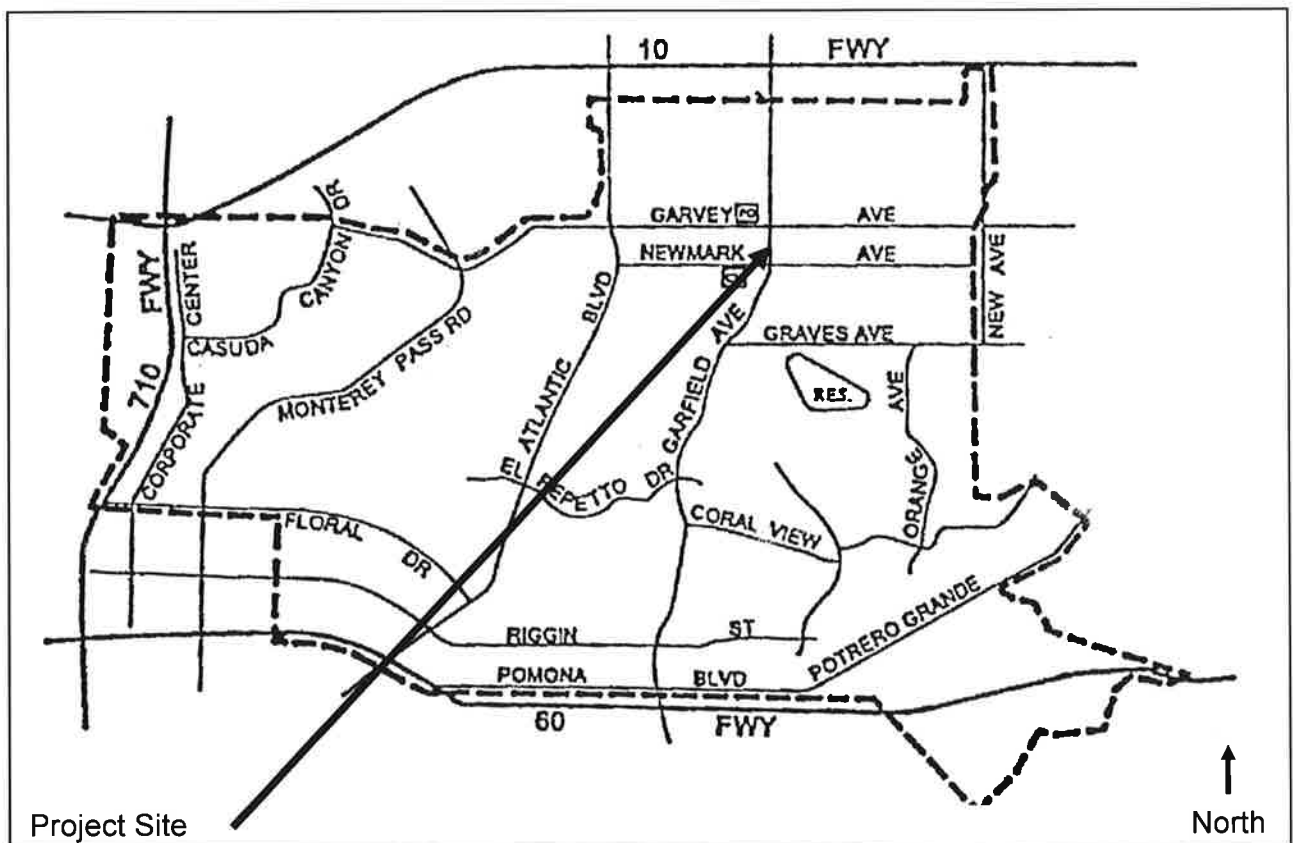 10 FWY
DR
CANYON
GARVEY PO AVE
NEWMARK AVE
NEW AVE
FWY
CENTER
CASUDA
BLVD
GRAVES AVE
MONTEREY PASS RD
GARFIELD AVE
RES.
AVE
710
CORPORATE
ATLANTIC
EL REPETTO DR
ORANGE
CORAL VIEW
FLORAL DR
RIGGIN ST
POTRERO GRANDE
POMONA BLVD
60 FWY
Project Site
North